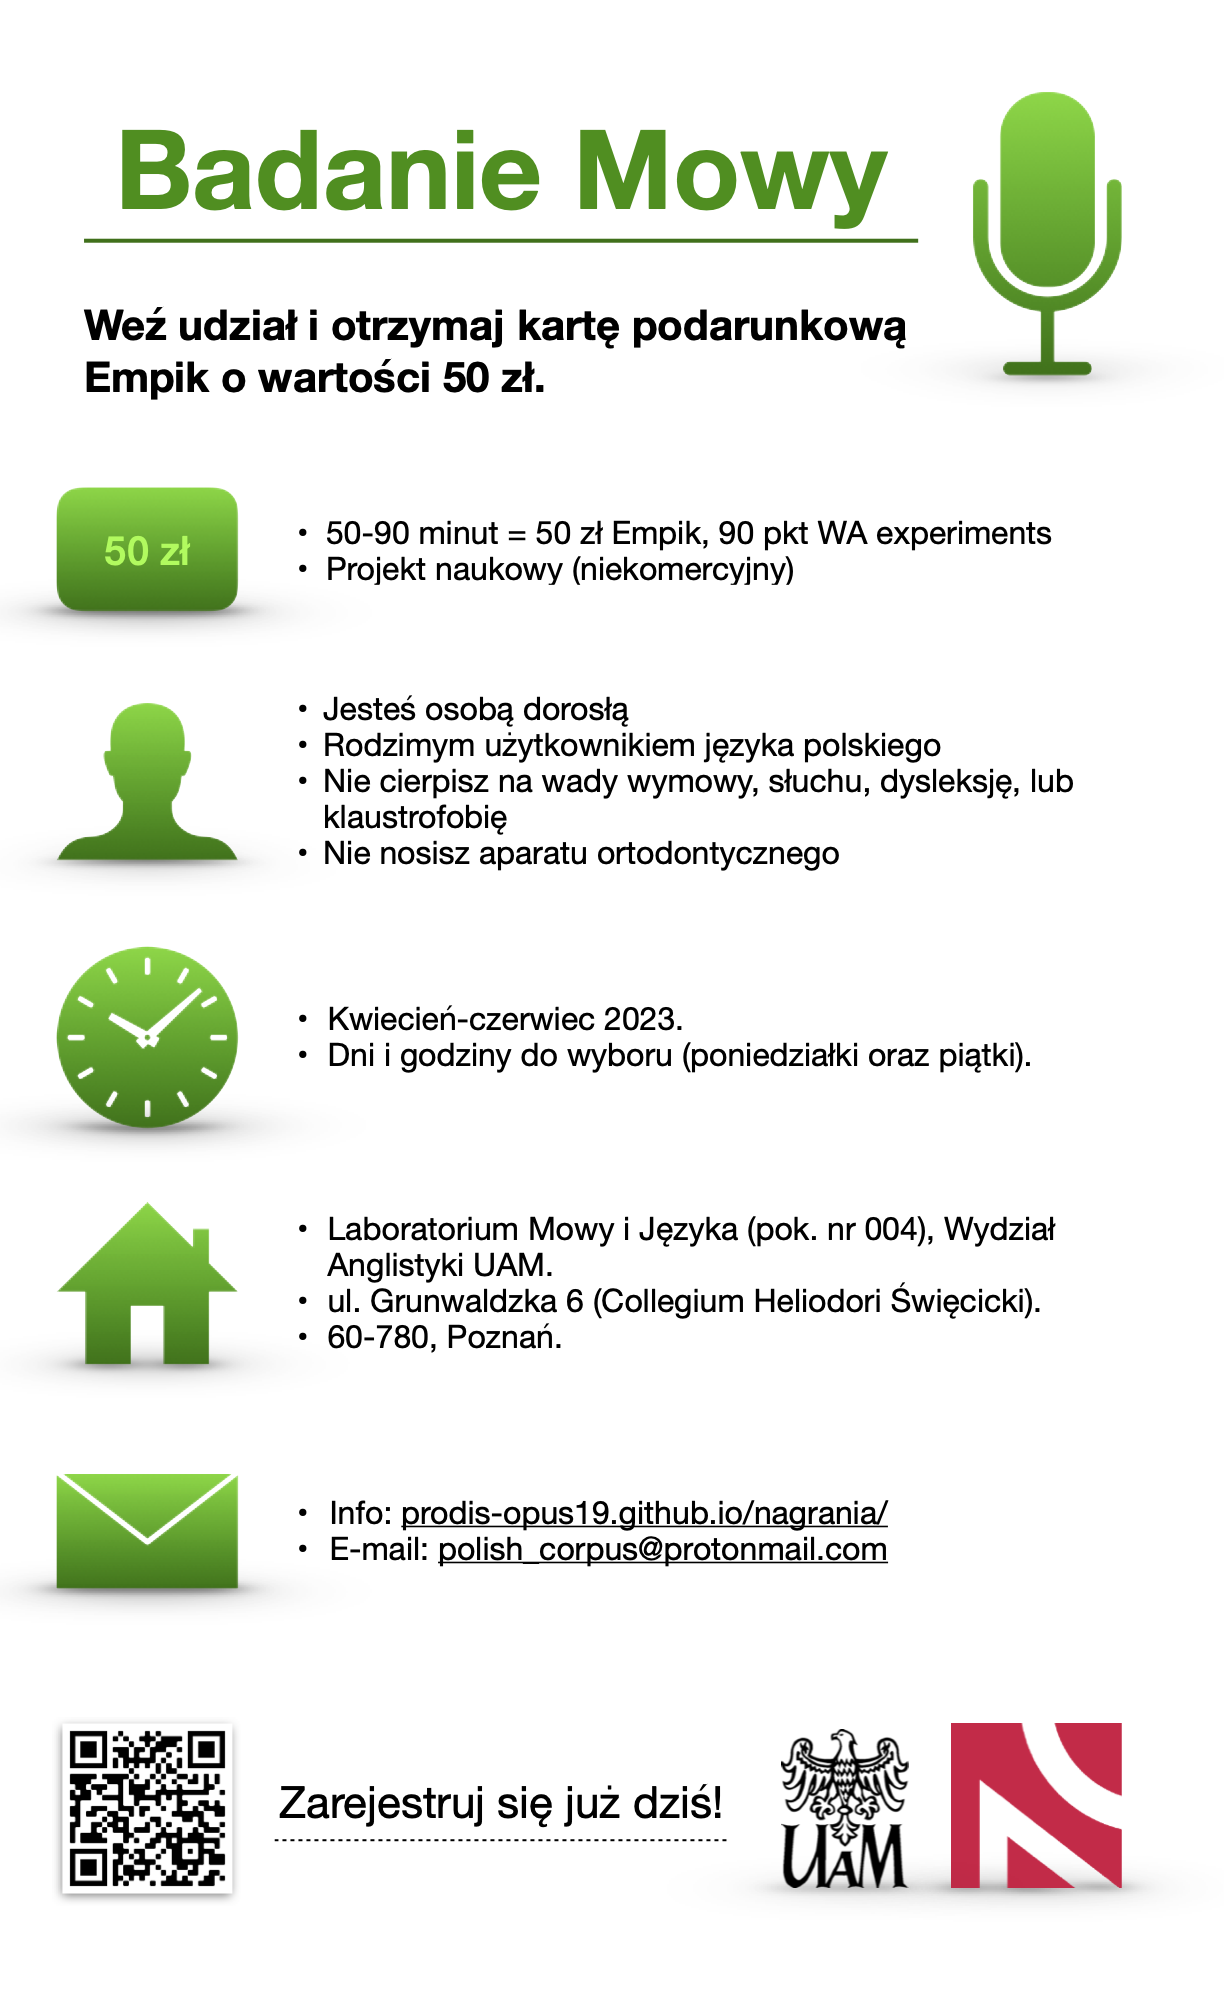 Badanie Mowy
Weź udział i otrzymaj kartę podarunkową
Empik o wartości 50 zł.
50 zł
• 50-90 minut = 50 zł Empik, 90 pkt WA experiments
• Projekt naukowy (niekomercyjny)
• Jesteś osobą dorosłą
• Rodzimym użytkownikiem języka polskiego
• Nie cierpisz na wady wymowy, słuchu, dysleksję, lub
klaustrofobię
• Nie nosisz aparatu ortodontycznego
• Kwiecień-czerwiec 2023.
• Dni i godziny do wyboru (poniedziałki oraz piątki).
• Laboratorium Mowy i Języka (pok. nr 004), Wydział
Anglistyki UAM.
• ul. Grunwaldzka 6 (Collegium Heliodori Święcicki).
• 60-780, Poznań.
• Info: prodis-opus19.github.io/nagrania/
• E-mail: polish_corpus@protonmail.com
Zarejestruj się już dziś!
UAM